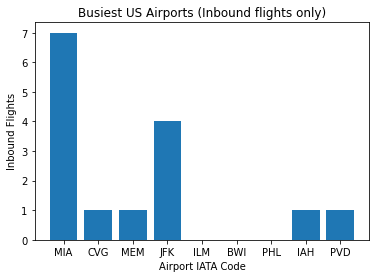 Busiest US Airports (Inbound flights only)
Inbound Flights
7
6
5
4
3
2
1
0
MIA CVG MEM JFK ILM BWI PHL IAH PVD
Airport IATA Code